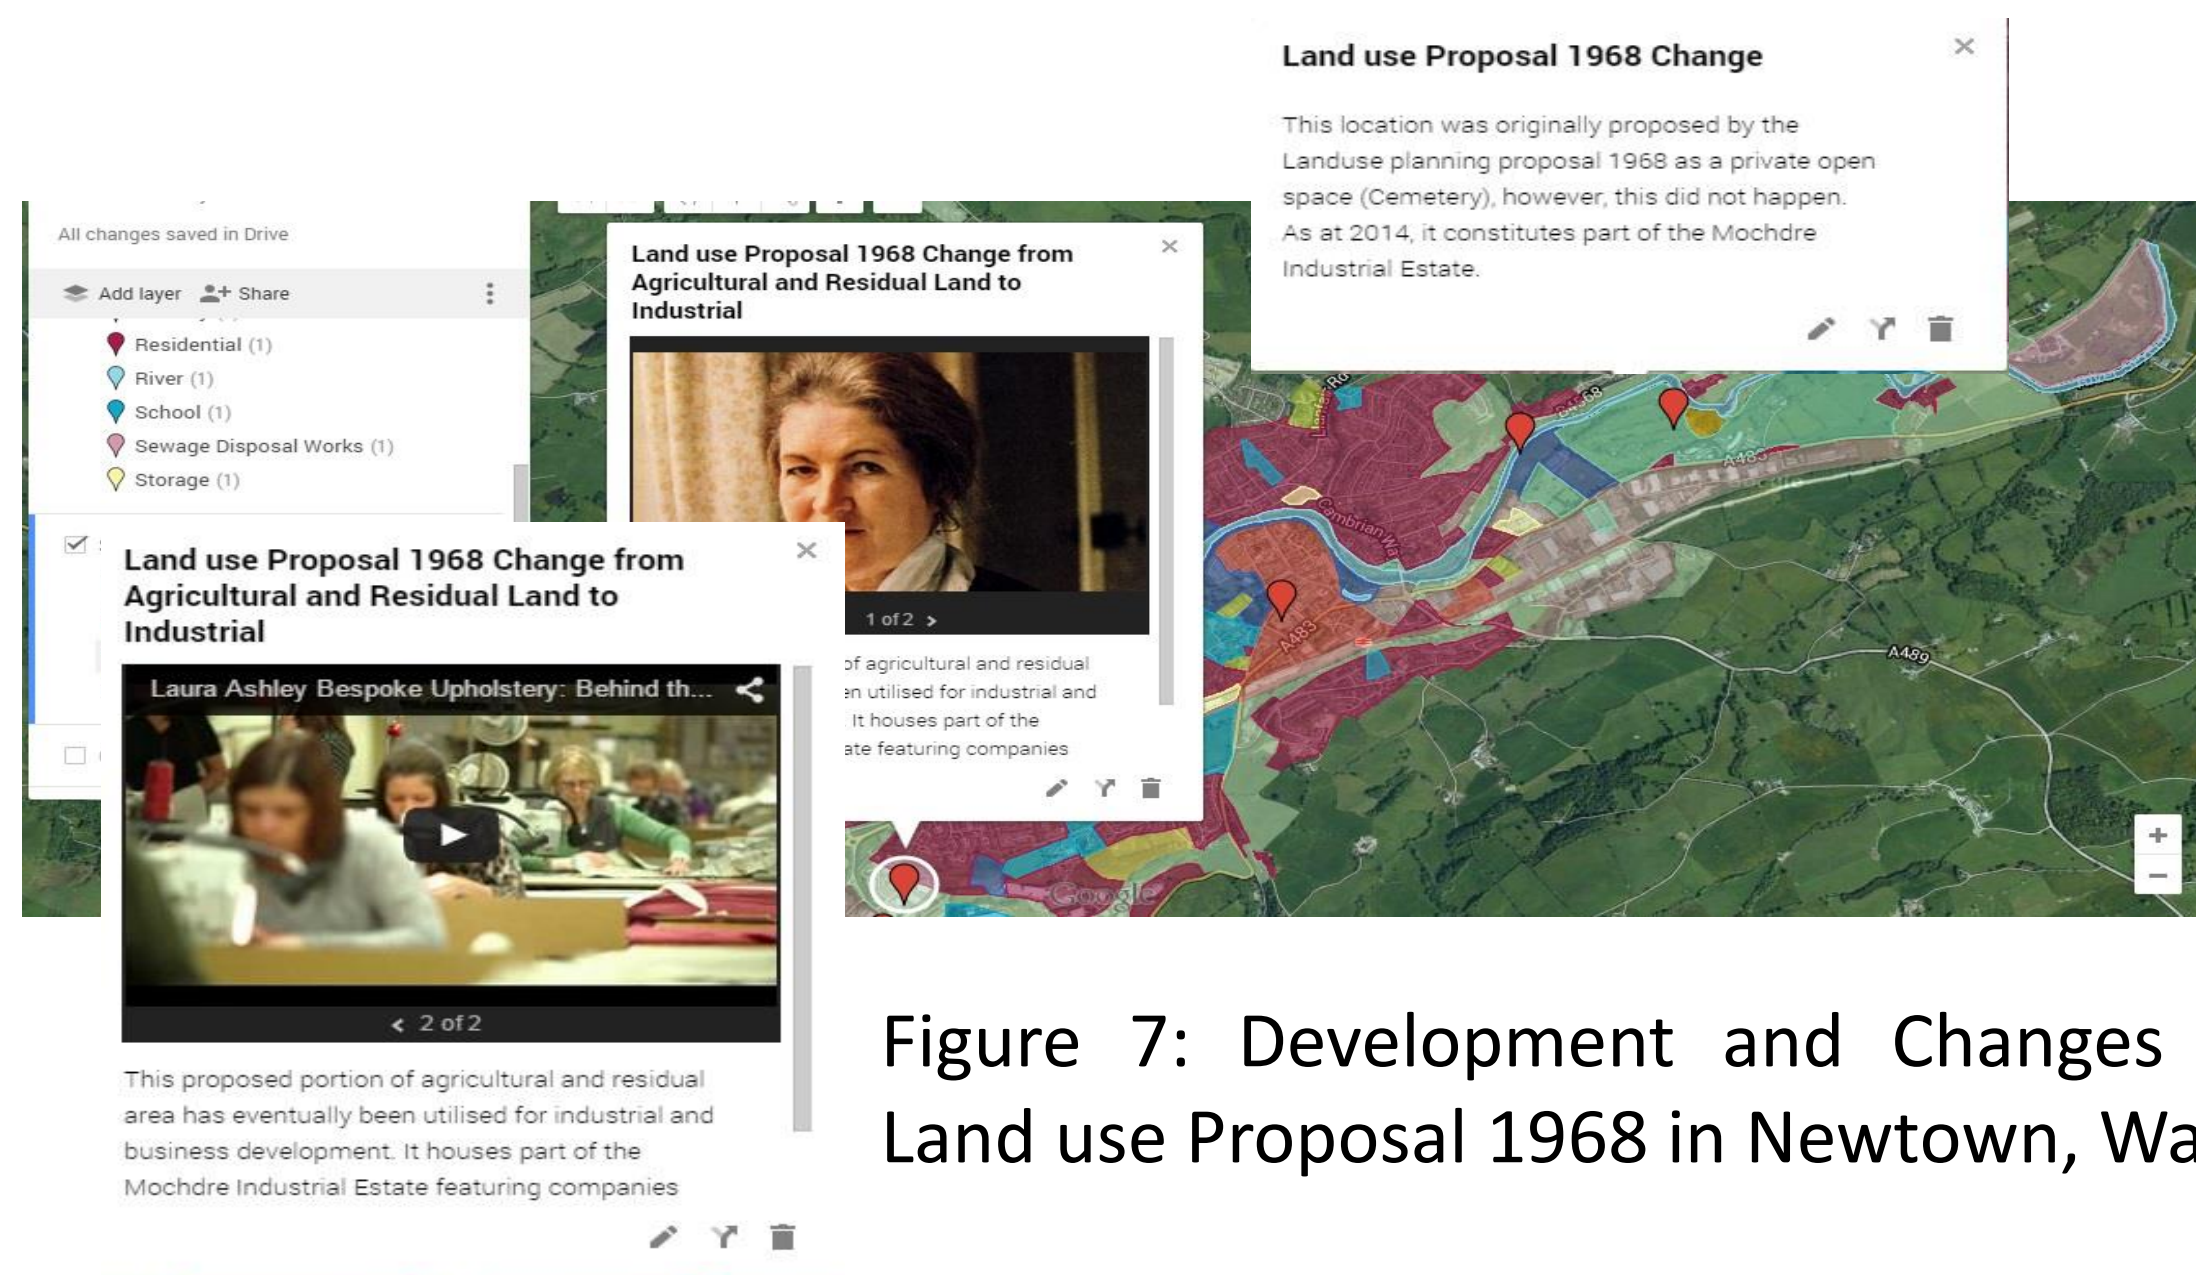 Land use Proposal 1968 Change
This location was originally proposed by the
Landuse planning proposal 1968 as a private open
space (Cemetery), however, this did not happen.
As at 2014, it constitutes part of the Mochdre
Industrial Estate.
All changes saved in Drive
Add layer Share
Residential (1)
River (1)
School (1)
Sewage Disposal Works (1)
Storage (1)
Land use Proposal 1968 Change from
Agricultural and Residual Land to
Industrial
1 of 2
of agricultural and residual
utilised for industrial and
It houses part of the
featuring companies
Land use Proposal 1968 Change from
Agricultural and Residual Land to
Industrial
Laura Ashley Bespoke Upholstery: Behind th...
2 of 2
This proposed portion of agricultural and residual
area has eventually been utilised for industrial and
business development. It houses part of the
Mochdre Industrial Estate featuring companies
B4568
A483
Cambrian Way
A483
A489
Google
Figure 7: Development and Changes
Land use Proposal 1968 in Newtown,